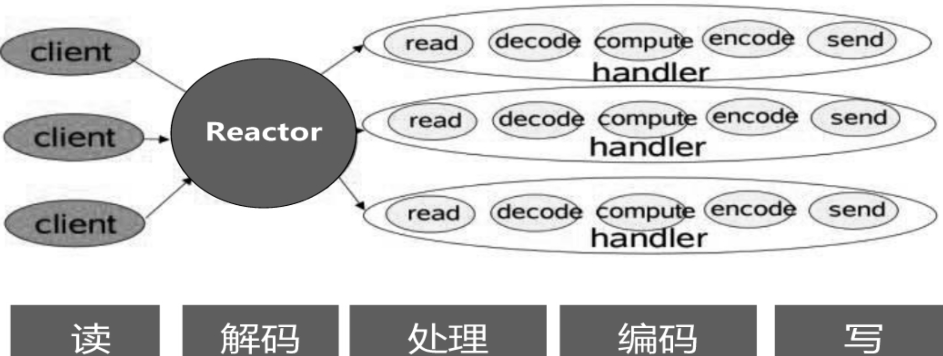 client
read decode compute encode send
handler
client
Reactor
read decode compute encode send
handler
client
read decode compute encode send
handler
读 解码 处理 编码 写